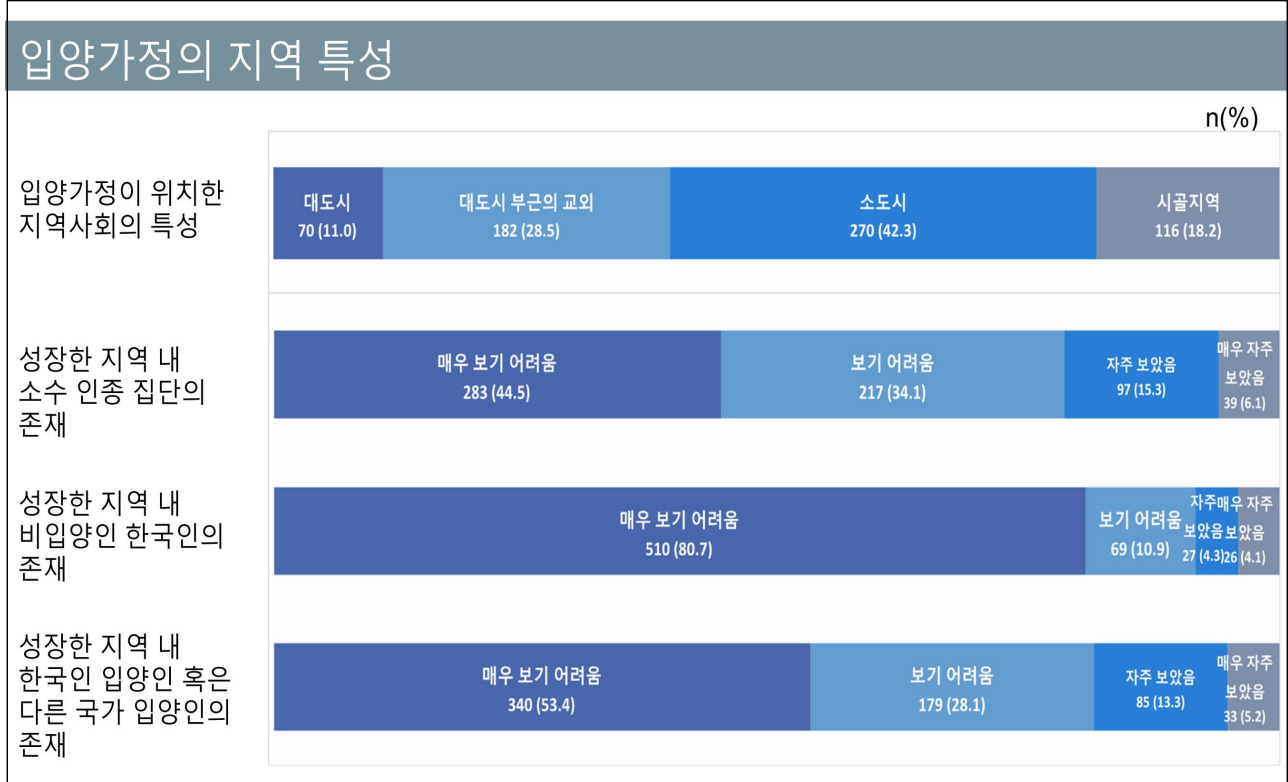 입양가정의 지역 특성
n(%)
입양가정이 위치한
지역사회의 특성
대도시
70 (11.0)
대도시 부근의 교외
182 (28.5)
소도시
270 (42.3)
시골지역
116 (18.2)
성장한 지역 내
소수 인종 집단의
존재
매우 보기 어려움
283 (44.5)
보기 어려움
217 (34.1)
자주 보았음
97 (15.3)
매우 자주
보았음
39 (6.1)
성장한 지역 내
비입양인 한국인의
존재
매우 보기 어려움
510 (80.7)
보기 어려움
69 (10.9)
자주
보았음
27 (4.3)
매우 자주
보았음
26 (4.1)
성장한 지역 내
한국인 입양인 혹은
다른 국가 입양인의
존재
매우 보기 어려움
340 (53.4)
보기 어려움
179 (28.1)
자주 보았음
85 (13.3)
매우 자주
보았음
33 (5.2)